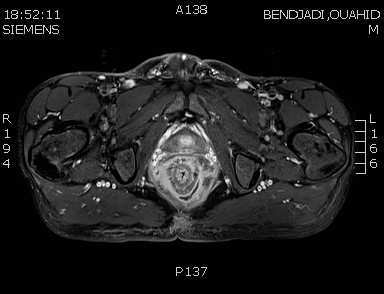 18:52:11
SIEMENS
A138
BENDJADI,OUAHID
M
R
1
9
4
L
1
6
6
P137